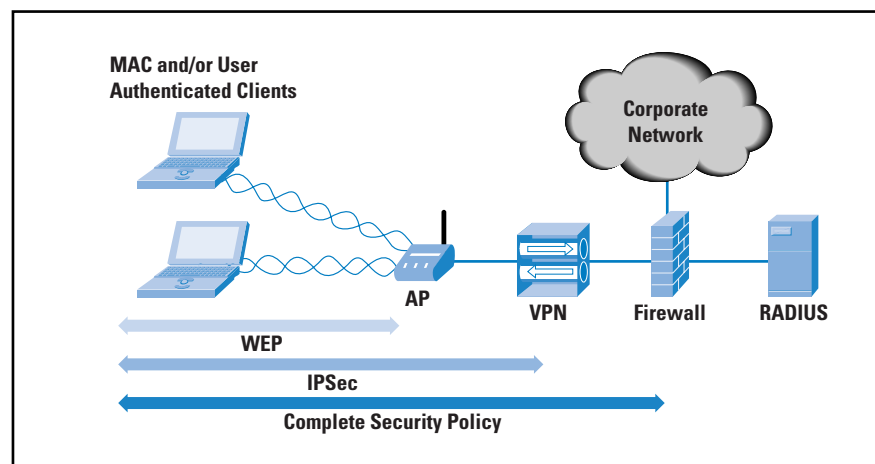 MAC and/or User
Authenticated Clients
Corporate
Network
AP
VPN
Firewall
RADIUS
WEP
IPSec
Complete Security Policy